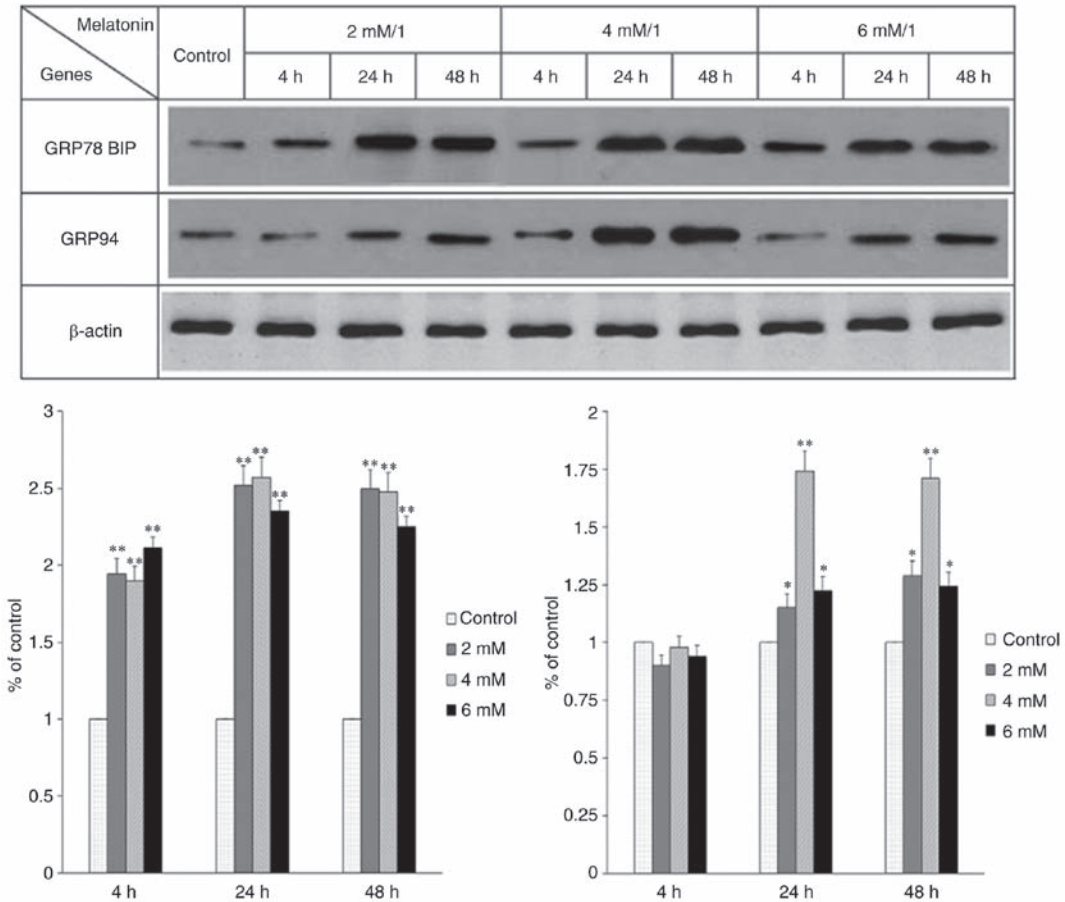 Melatonin
Genes
Control
2 mM/1
4 mM/1
6 mM/1
4 h
24 h
48 h
4 h
24 h
48 h
4 h
24 h
48 h
GRP78 BIP
GRP94
β-actin
% of control
3
2.5
2
1.5
1
0.5
0
** ** **
** ** **
** ** **
4 h
24 h
48 h
Control
2 mM
4 mM
6 mM
% of control
2
1.75
1.5
1.25
1
0.75
0.5
0.25
0
* ** *
* ** *
4 h
24 h
48 h
Control
2 mM
4 mM
6 mM